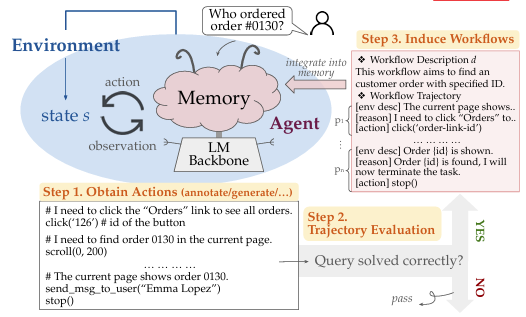 Who ordered
order #0130?
Environment
action
state s
observation
Memory
Agent
LM
Backbone
integrate into
memory
Step 3. Induce Workflows
❖ Workflow Description d
This workflow aims to find an
customer order with specified ID.
❖ Workflow Trajectory
[env desc] The current page shows..
p₁ [reason] I need to click “Orders” to..
[action] click(‘order-link-id’)
… … … …
[env desc] Order {id} is shown.
pₙ [reason] Order {id} is found, I will
now terminate the task.
[action] stop()
Step 1. Obtain Actions (annotate/generate/…)
# I need to click the “Orders” link to see all orders.
click(‘126’) # id of the button
# I need to find order 0130 in the current page.
scroll(0, 200)
… … … …
# The current page shows order 0130.
send_msg_to_user(“Emma Lopez”)
stop()
Step 2.
Trajectory Evaluation
Query solved correctly?
YES
NO
pass